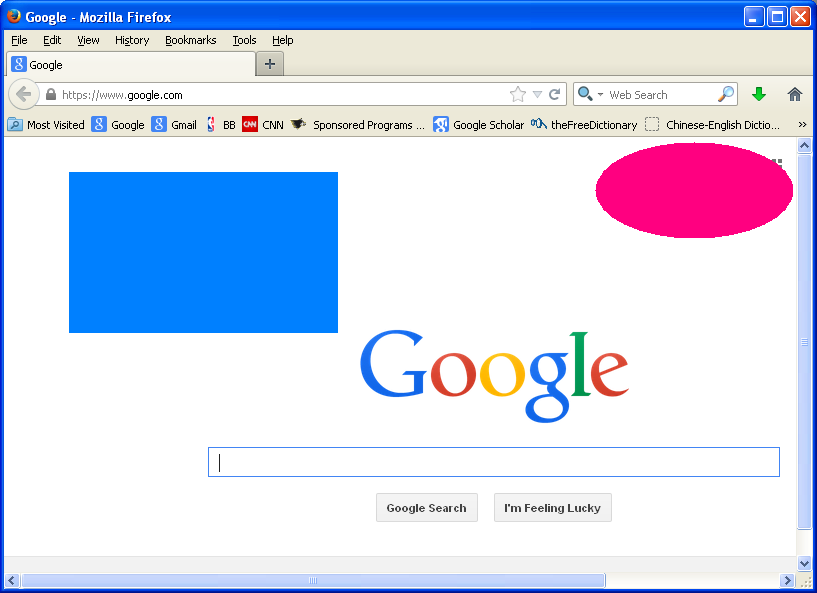 Google - Mozilla Firefox
File Edit View History Bookmarks Tools Help
Google
https://www.google.com Web Search
Most Visited Google Gmail BB CNN Sponsored Programs ... Google Scholar theFreeDictionary Chinese-English Dictio... »
Google
Google Search I'm Feeling Lucky